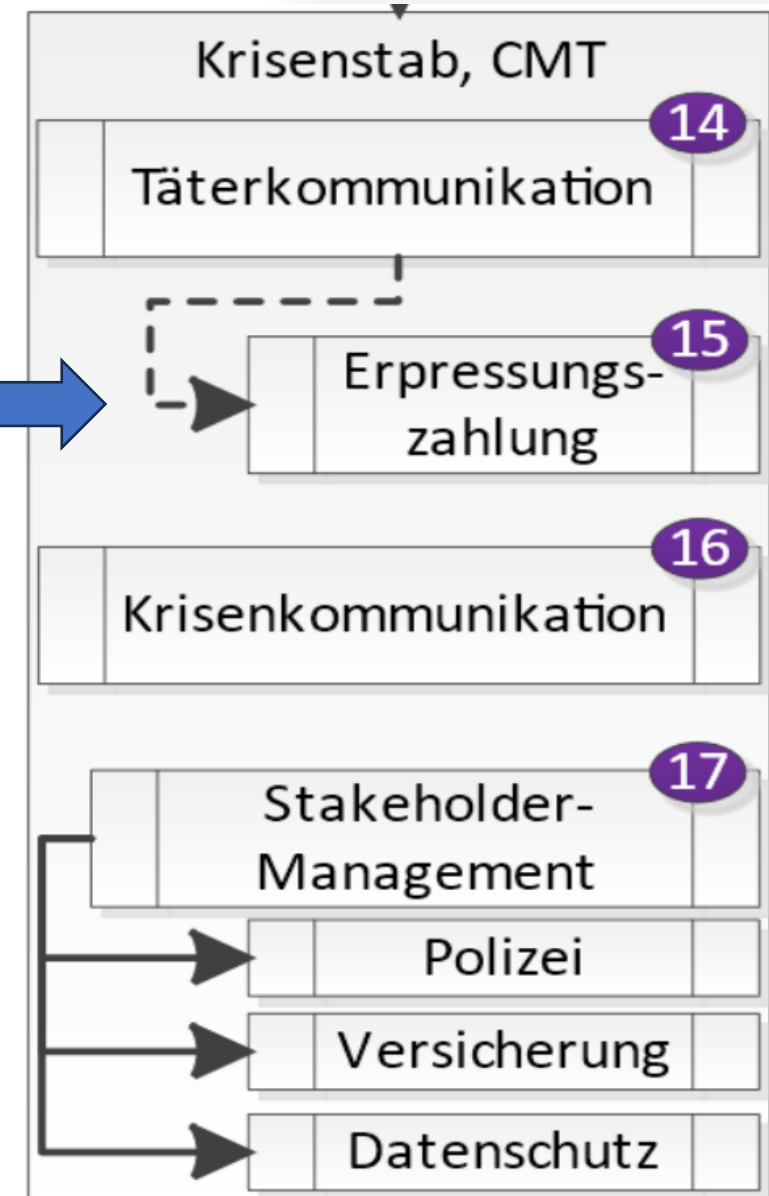 Krisenstab, CMT
14
Täterkommunikation
15
Erpressungs-
zahlung
16
Krisenkommunikation
17
Stakeholder-
Management
Polizei
Versicherung
Datenschutz